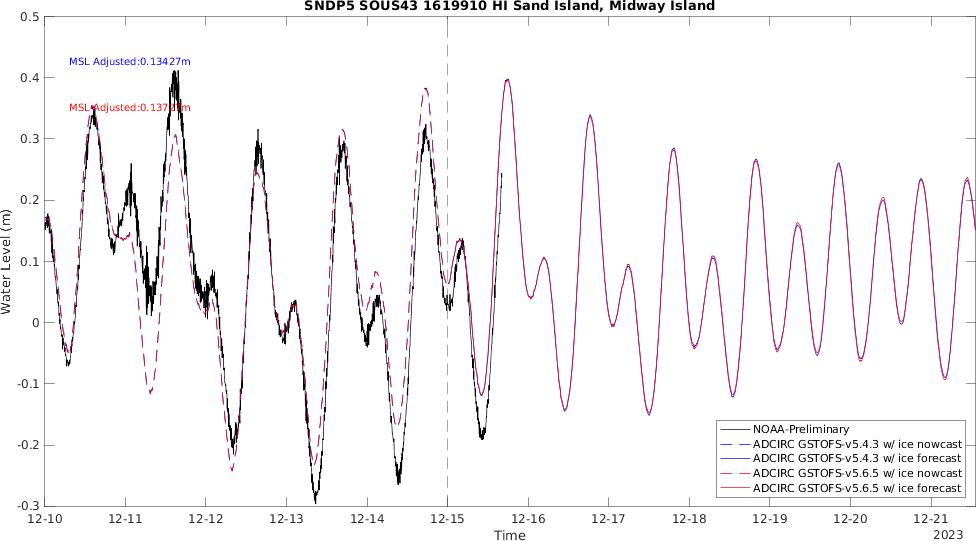 SNDP5 SOUS43 1619910 HI Sand Island, Midway Island
0.5
MSL Adjusted:0.13427m
0.4
MSL Adjusted:
0.3
0.2
0.1
0
-0.1
-0.2
-0.3
Water Level (m)
NOAA-Preliminary
ADCIRC GSTOFS-v5.4.3 w/ ice nowcast
ADCIRC GSTOFS-v5.4.3 w/ ice forecast
ADCIRC GSTOFS-v5.6.5 w/ ice nowcast
ADCIRC GSTOFS-v5.6.5 w/ ice forecast
12-10 12-11 12-12 12-13 12-14 12-15 12-16 12-17 12-18 12-19 12-20 12-21
2023
Time